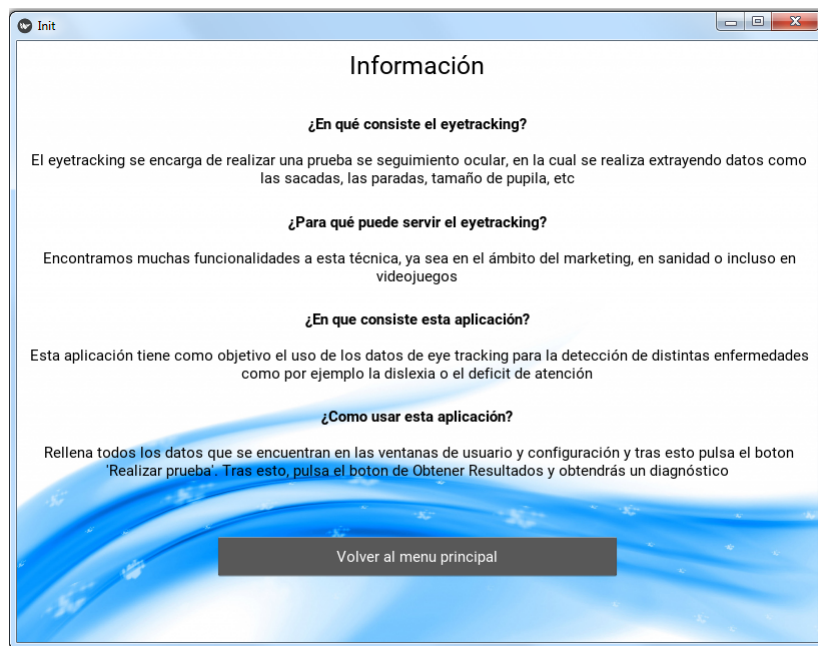 Init
Información
¿En qué consiste el eyetracking?
El eyetracking se encarga de realizar una prueba se seguimiento ocular, en la cual se realiza extrayendo datos como
las sacadas, las paradas, tamaño de pupila, etc
¿Para qué puede servir el eyetracking?
Encontramos muchas funcionalidades a esta técnica, ya sea en el ámbito del marketing, en sanidad o incluso en
videojuegos
¿En que consiste esta aplicación?
Esta aplicación tiene como objetivo el uso de los datos de eye tracking para la detección de distintas enfermedades
como por ejemplo la dislexia o el deficit de atención
¿Como usar esta aplicación?
Rellena todos los datos que se encuentran en las ventanas de usuario y configuración y tras esto pulsa el boton
'Realizar prueba'. Tras esto, pulsa el boton de Obtener Resultados y obtendrás un diagnóstico
Volver al menu principal